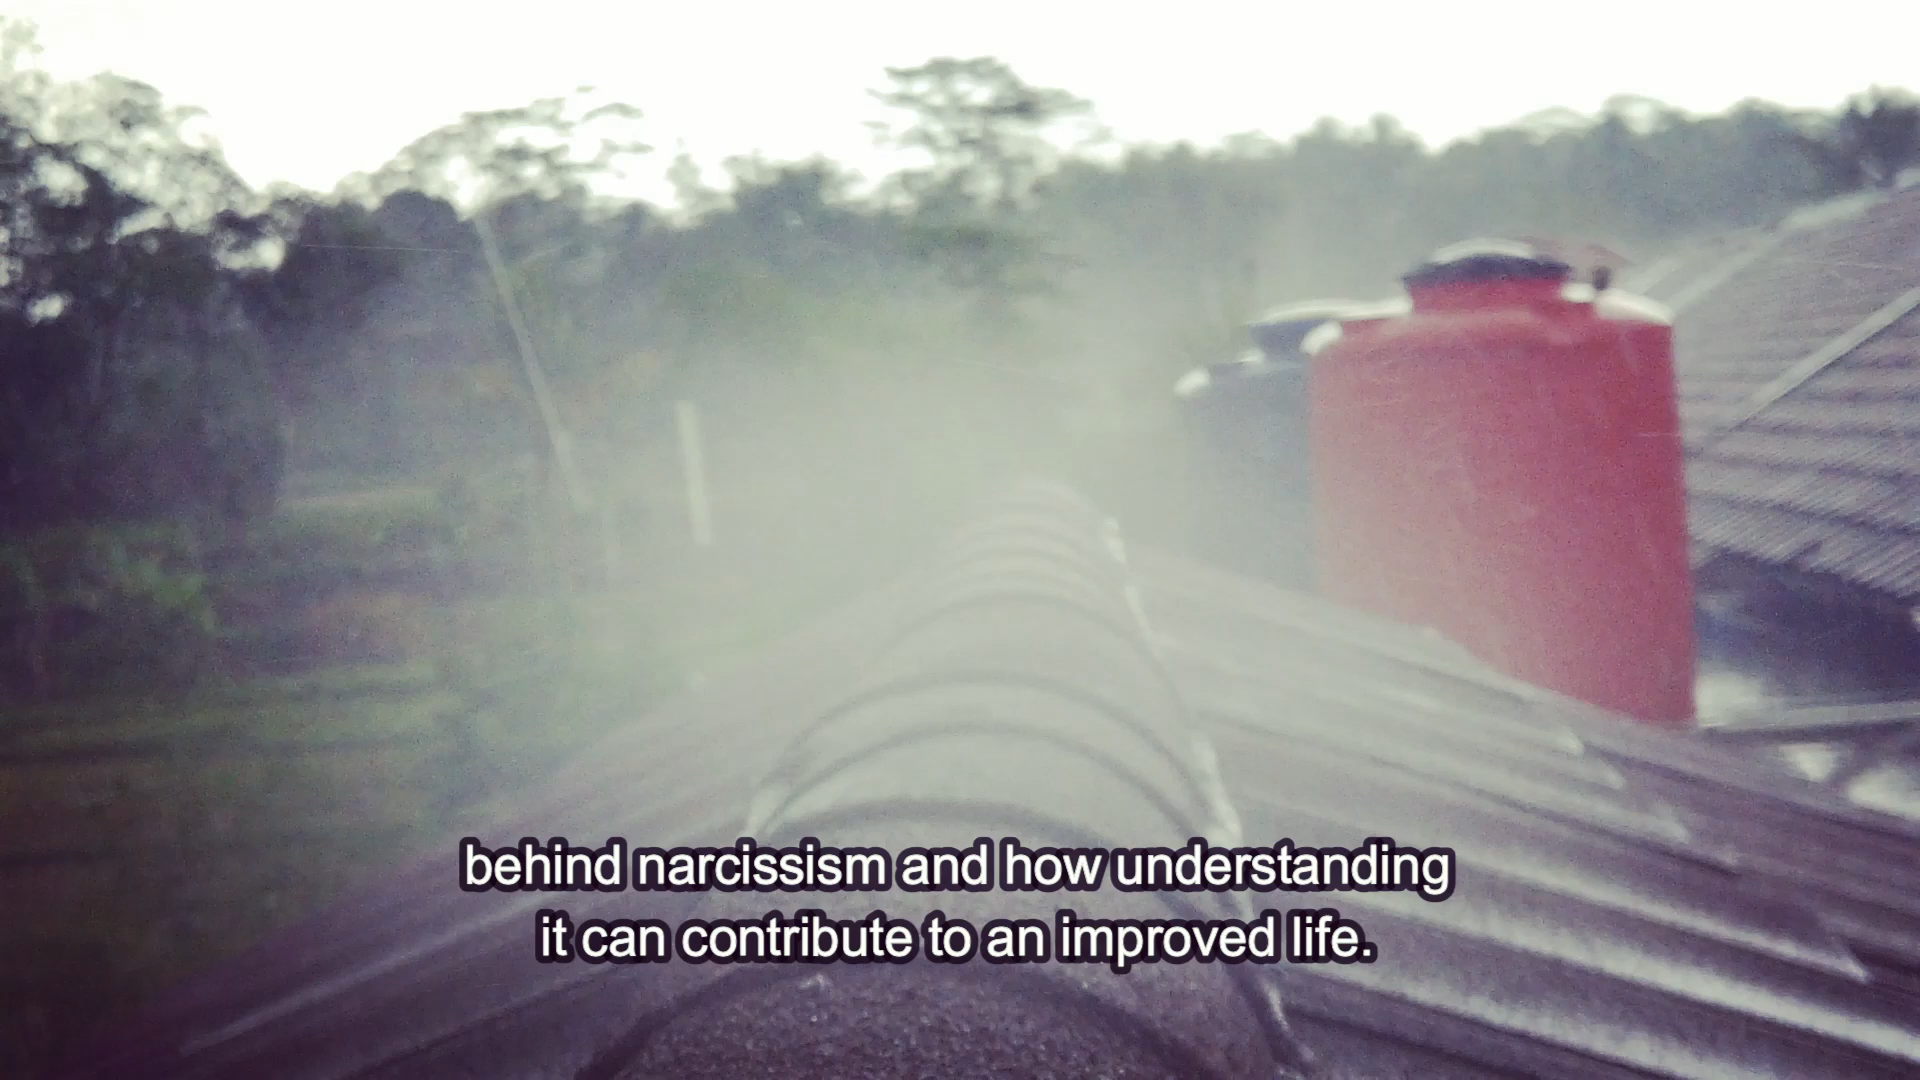 behind narcissism and how understanding
it can contribute to an improved life.